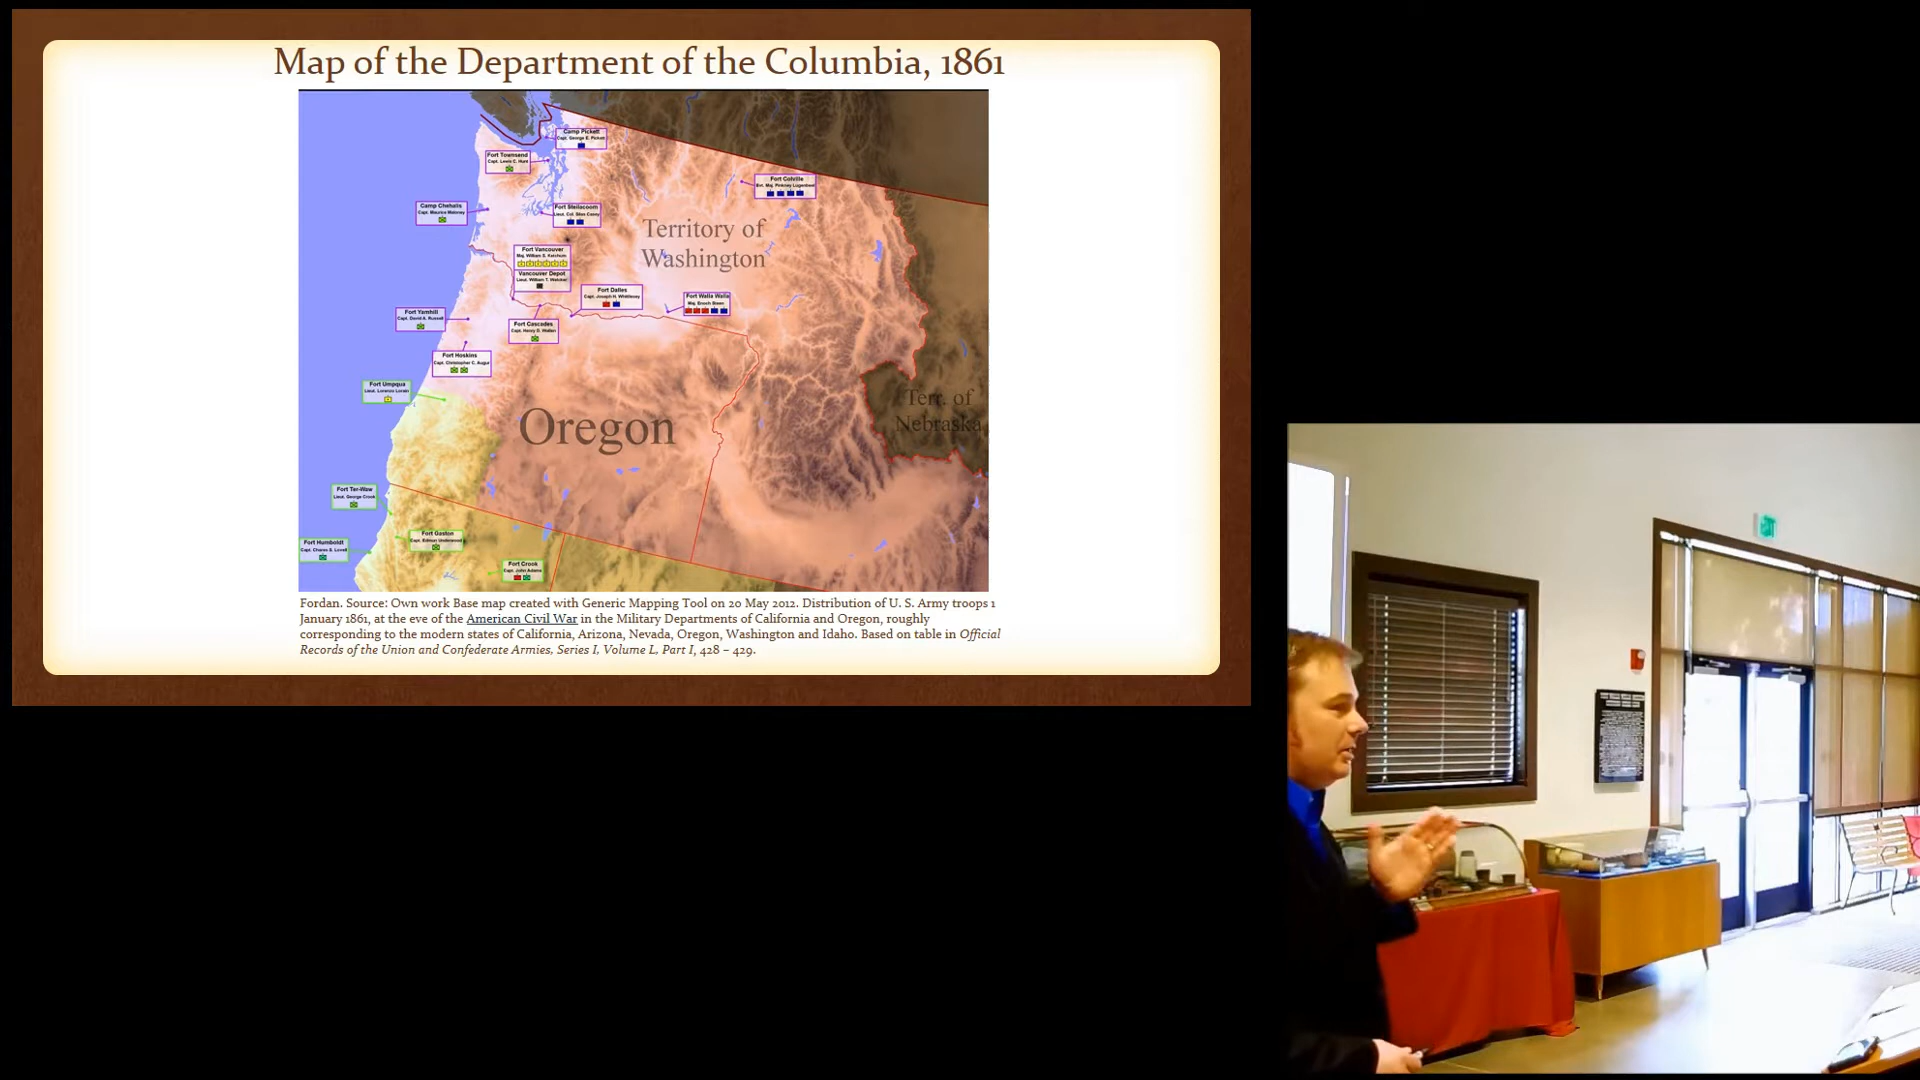 Map of the Department of the Columbia, 1861
Camp Pickett
Capt. George E. Pickett
Fort Townsend
Capt. Lewis C. Hunt
Fort Colville
Bvt. Maj. Pinkney Lugenbeel
Camp Chehalis
Capt. Maurice Maloney
Fort Steilacoom
Lieut. Col. Silas Casey
Territory of
Washington
Fort Vancouver
Maj. William S. Ketchum
Vancouver Depot
Lieut. William T. Welcker
Fort Dalles
Capt. Joseph H. Whittlesey
Fort Walla Walla
Maj. Enoch Steen
Fort Yamhill
Capt. David A. Russell
Fort Cascades
Capt. Henry D. Wallen
Fort Hoskins
Capt. Christopher C. Augur
Fort Umpqua
Lieut. Lorenzo Lorain
Terr. of
Nebraska
Oregon
Fort Ter-Waw
Lieut. George Crook
Fort Gaston
Capt. Edmund Underwood
Fort Humboldt
Capt. Charles S. Lovell
Fort Crook
Capt. John Adams
Fordan. Source: Own work Base map created with Generic Mapping Tool on 20 May 2012. Distribution of U. S. Army troops 1
January 1861, at the eve of the American Civil War in the Military Departments of California and Oregon, roughly
corresponding to the modern states of California, Arizona, Nevada, Oregon, Washington and Idaho. Based on table in Official
Records of the Union and Confederate Armies, Series I, Volume L, Part I, 428 – 429.